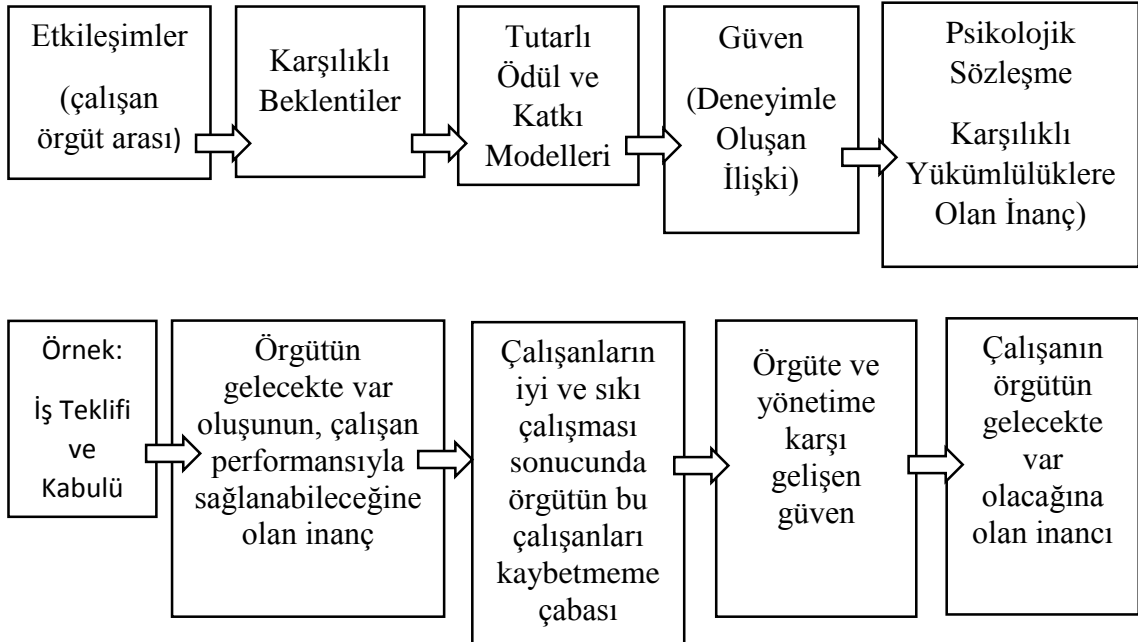 Etkileşimler
(çalışan
örgüt arası)
Karşılıklı
Beklentiler
Tutarlı
Ödül ve
Katkı
Modelleri
Güven
(Deneyimle
Oluşan
İlişki)
Psikolojik
Sözleşme
Karşılıklı
Yükümlülüklere
Olan İnanç)
Örnek:
İş Teklifi
ve
Kabulü
Örgütün
gelecekte var
oluşunun, çalışan
performansıyla
sağlanabileceğine
olan inanç
Çalışanların
iyi ve sıkı
çalışması
sonucunda
örgütün bu
çalışanları
kaybetmeme
çabası
Örgüte ve
yönetime
karşı
gelişen
güven
Çalışanın
örgütün
gelecekte
var
olacağına
olan inancı